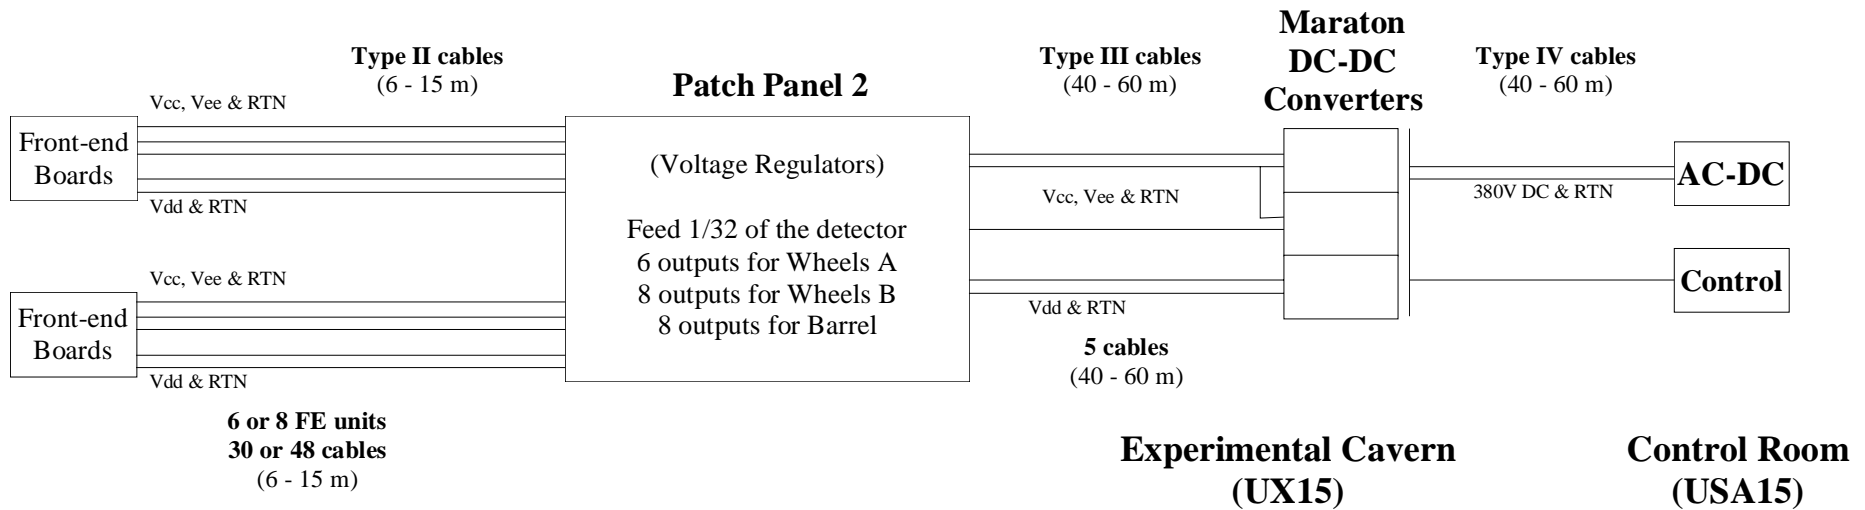 Type II cables
(6 - 15 m)
Vcc, Vee & RTN
Front-end
Boards
Vdd & RTN
Vcc, Vee & RTN
Front-end
Boards
Vdd & RTN
6 or 8 FE units
30 or 48 cables
(6 - 15 m)
Patch Panel 2
(Voltage Regulators)
Feed 1/32 of the detector
6 outputs for Wheels A
8 outputs for Wheels B
8 outputs for Barrel
Type III cables
(40 - 60 m)
Vcc, Vee & RTN
Vdd & RTN
5 cables
(40 - 60 m)
Maraton
DC-DC
Converters
Type IV cables
(40 - 60 m)
380V DC & RTN
AC-DC
Control
Experimental Cavern
(UX15)
Control Room
(USA15)